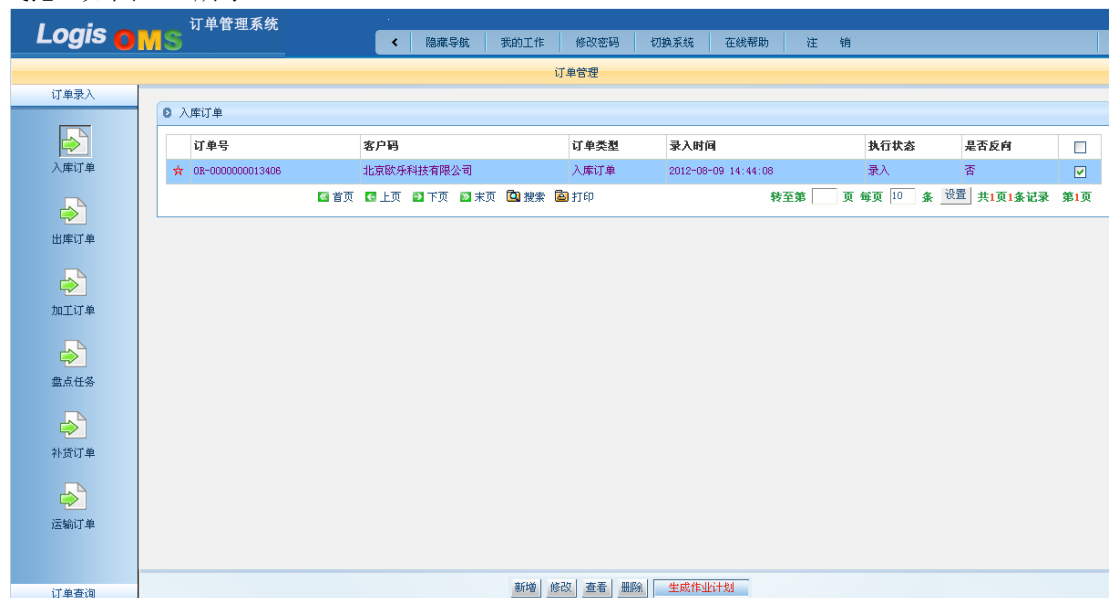 Logis OMS 订单管理系统
隐藏导航 我的工作 修改密码 切换系统 在线帮助 注 销
订单管理
订单录入
入库订单
出库订单
加工订单
盘点任务
补货订单
运输订单
订单查询
入库订单
订单号 客户码 订单类型 录入时间 执行状态 是否反向
OR-0000000013406 北京欧乐科技有限公司 入库订单 2012-08-09 14:44:08 录入 否
首页 上页 下页 末页 搜索 打印 转至第 页 每页 10 条 设置 共1页1条记录 第1页
新增 修改 查看 删除 生成作业计划